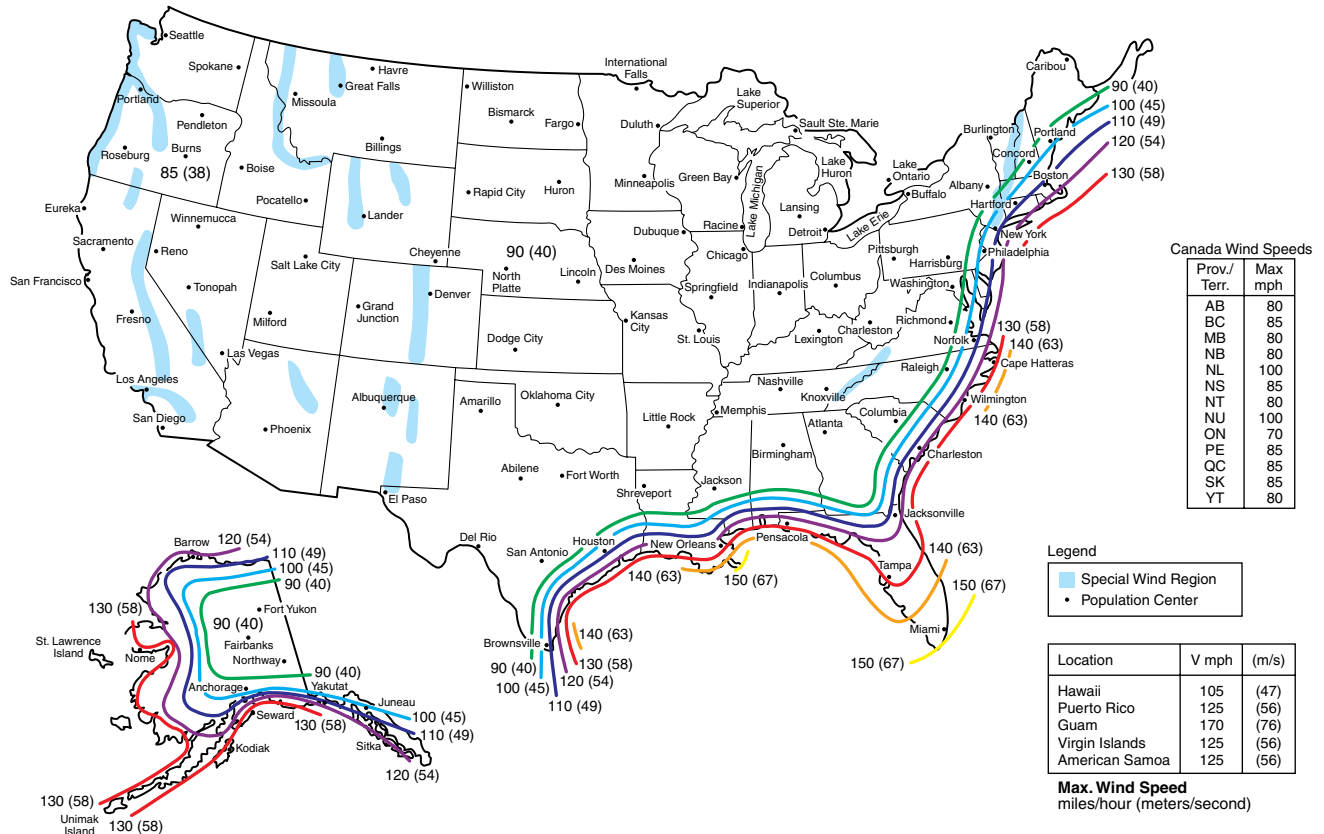 Seattle
Spokane
Portland
Pendleton
Roseburg
Burns
85 (38)
Boise
Pocatello
Eureka
Winnemucca
Sacramento
Reno
San Francisco
Salt Lake City
Tonopah
Fresno
Milford
Las Vegas
Los Angeles
San Diego
Phoenix
Havre
Great Falls
Missoula
Billings
Lander
Cheyenne
Denver
Grand
Junction
Albuquerque
El Paso
Williston
Bismarck
Fargo
Rapid City
Huron
90 (40)
North
Platte
Lincoln
Dodge City
Amarillo
Oklahoma City
Abilene
Fort Worth
Del Rio
San Antonio
Houston
Brownsville
International
Falls
Duluth
Minneapolis
Lake
Superior
Sault Ste. Marie
Green Bay
Lake Michigan
Lake
Huron
Lansing
Detroit
Racine
Chicago
Dubuque
Des Moines
Springfield
Indianapolis
Columbus
Kansas
City
St. Louis
Lexington
Charleston
Nashville
Knoxville
Memphis
Little Rock
Atlanta
Columbia
Birmingham
Jackson
Shreveport
New Orleans
Pensacola
Lake
Ontario
Buffalo
Lake Erie
Pittsburgh
Harrisburg
Washington
Richmond
Norfolk
Raleigh
Cape Hatteras
Wilmington
Charleston
Jacksonville
Tampa
Miami
Caribou
Burlington
Portland
Concord
Boston
Albany
Hartford
New York
Philadelphia
90 (40)
100 (45)
110 (49)
120 (54)
130 (58)
130 (58)
140 (63)
140 (63)
140 (63)
150 (67)
150 (67)
140 (63)
150 (67)
140 (63)
130 (58)
120 (54)
110 (49)
100 (45)
90 (40)
Barrow
120 (54)
110 (49)
100 (45)
90 (40)
130 (58)
Fort Yukon
90 (40)
Fairbanks
Northway
St. Lawrence
Island
Nome
90 (40)
Anchorage
Yakutat
Juneau
Seward
130 (58)
100 (45)
110 (49)
Sitka
Kodiak
120 (54)
130 (58)
Unimak
Island
130 (58)
Canada Wind Speeds
Prov./ Max
Terr. mph
AB 80
BC 85
MB 80
NB 80
NL 100
NS 85
NT 80
NU 100
ON 70
PE 85
QC 85
SK 85
YT 80
Legend
Special Wind Region
Population Center
Location V mph (m/s)
Hawaii 105 (47)
Puerto Rico 125 (56)
Guam 170 (76)
Virgin Islands 125 (56)
American Samoa 125 (56)
Max. Wind Speed
miles/hour (meters/second)